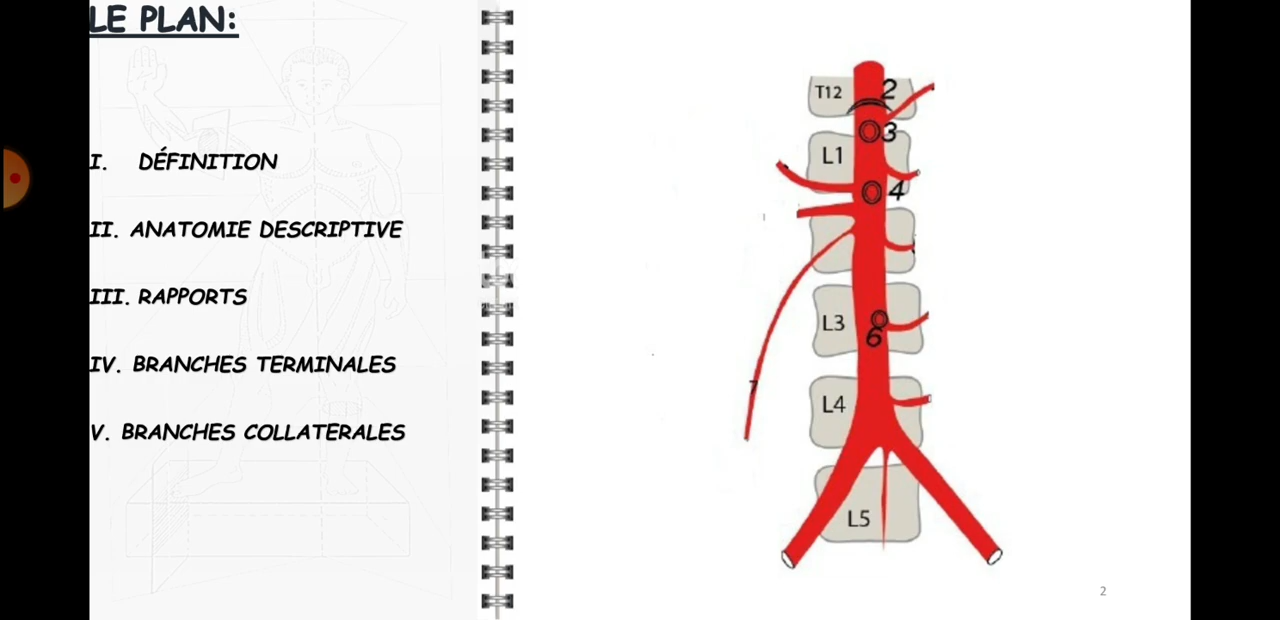 LE PLAN:
I. DÉFINITION
II. ANATOMIE DESCRIPTIVE
III. RAPPORTS
IV. BRANCHES TERMINALES
V. BRANCHES COLLATERALES
T12
2
3
L1
4
L3
6
7
L4
L5
2